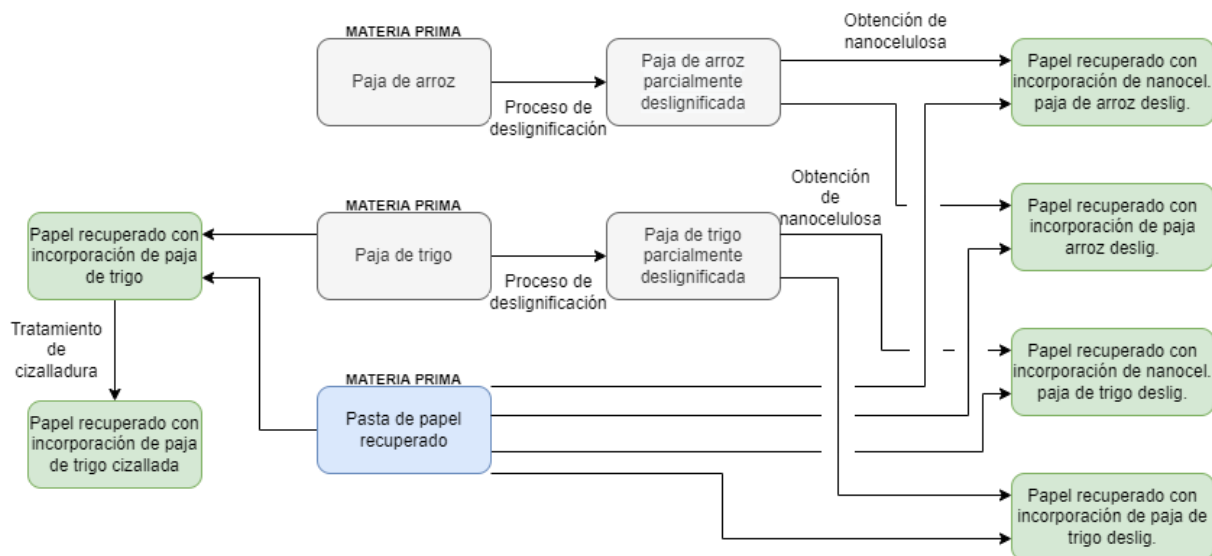 MATERIA PRIMA
Paja de arroz
Proceso de
deslignificación
Paja de arroz
parcialmente
deslignificada
Obtención de
nanocelulosa
Papel recuperado con
incorporación de nanocel.
paja de arroz deslig.
Papel recuperado con
incorporación de paja
arroz deslig.
MATERIA PRIMA
Paja de trigo
Proceso de
deslignificación
Paja de trigo
parcialmente
deslignificada
Obtención
de
nanocelulosa
Papel recuperado con
incorporación de nanocel.
paja de trigo deslig.
Papel recuperado con
incorporación de paja de
trigo deslig.
Papel recuperado con
incorporación de paja
de trigo
Tratamiento
de
cizalladura
Papel recuperado con
incorporación de paja
de trigo cizallada
MATERIA PRIMA
Pasta de papel
recuperado